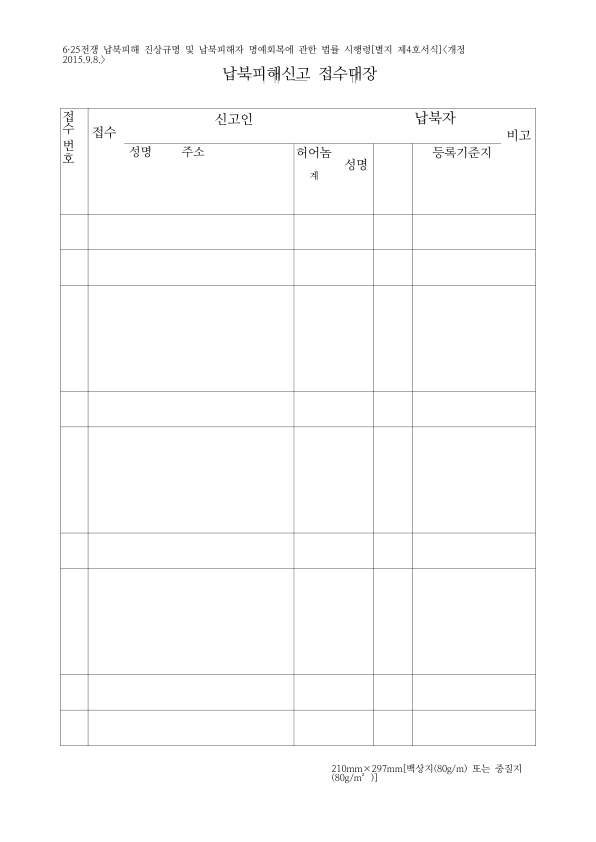 6·25전쟁 납북피해 진상규명 및 납북피해자 명예회복에 관한 법률 시행령[별지 제4호서식]<개정
2015.9.8.>
납북피해신고 접수대장
접수번호
접수
신고인
납북자
비고
성명 주소
허어놈
계
성명
등록기준지
210mm×297mm[백상지(80g/m) 또는 중질지
(80g/m² )]